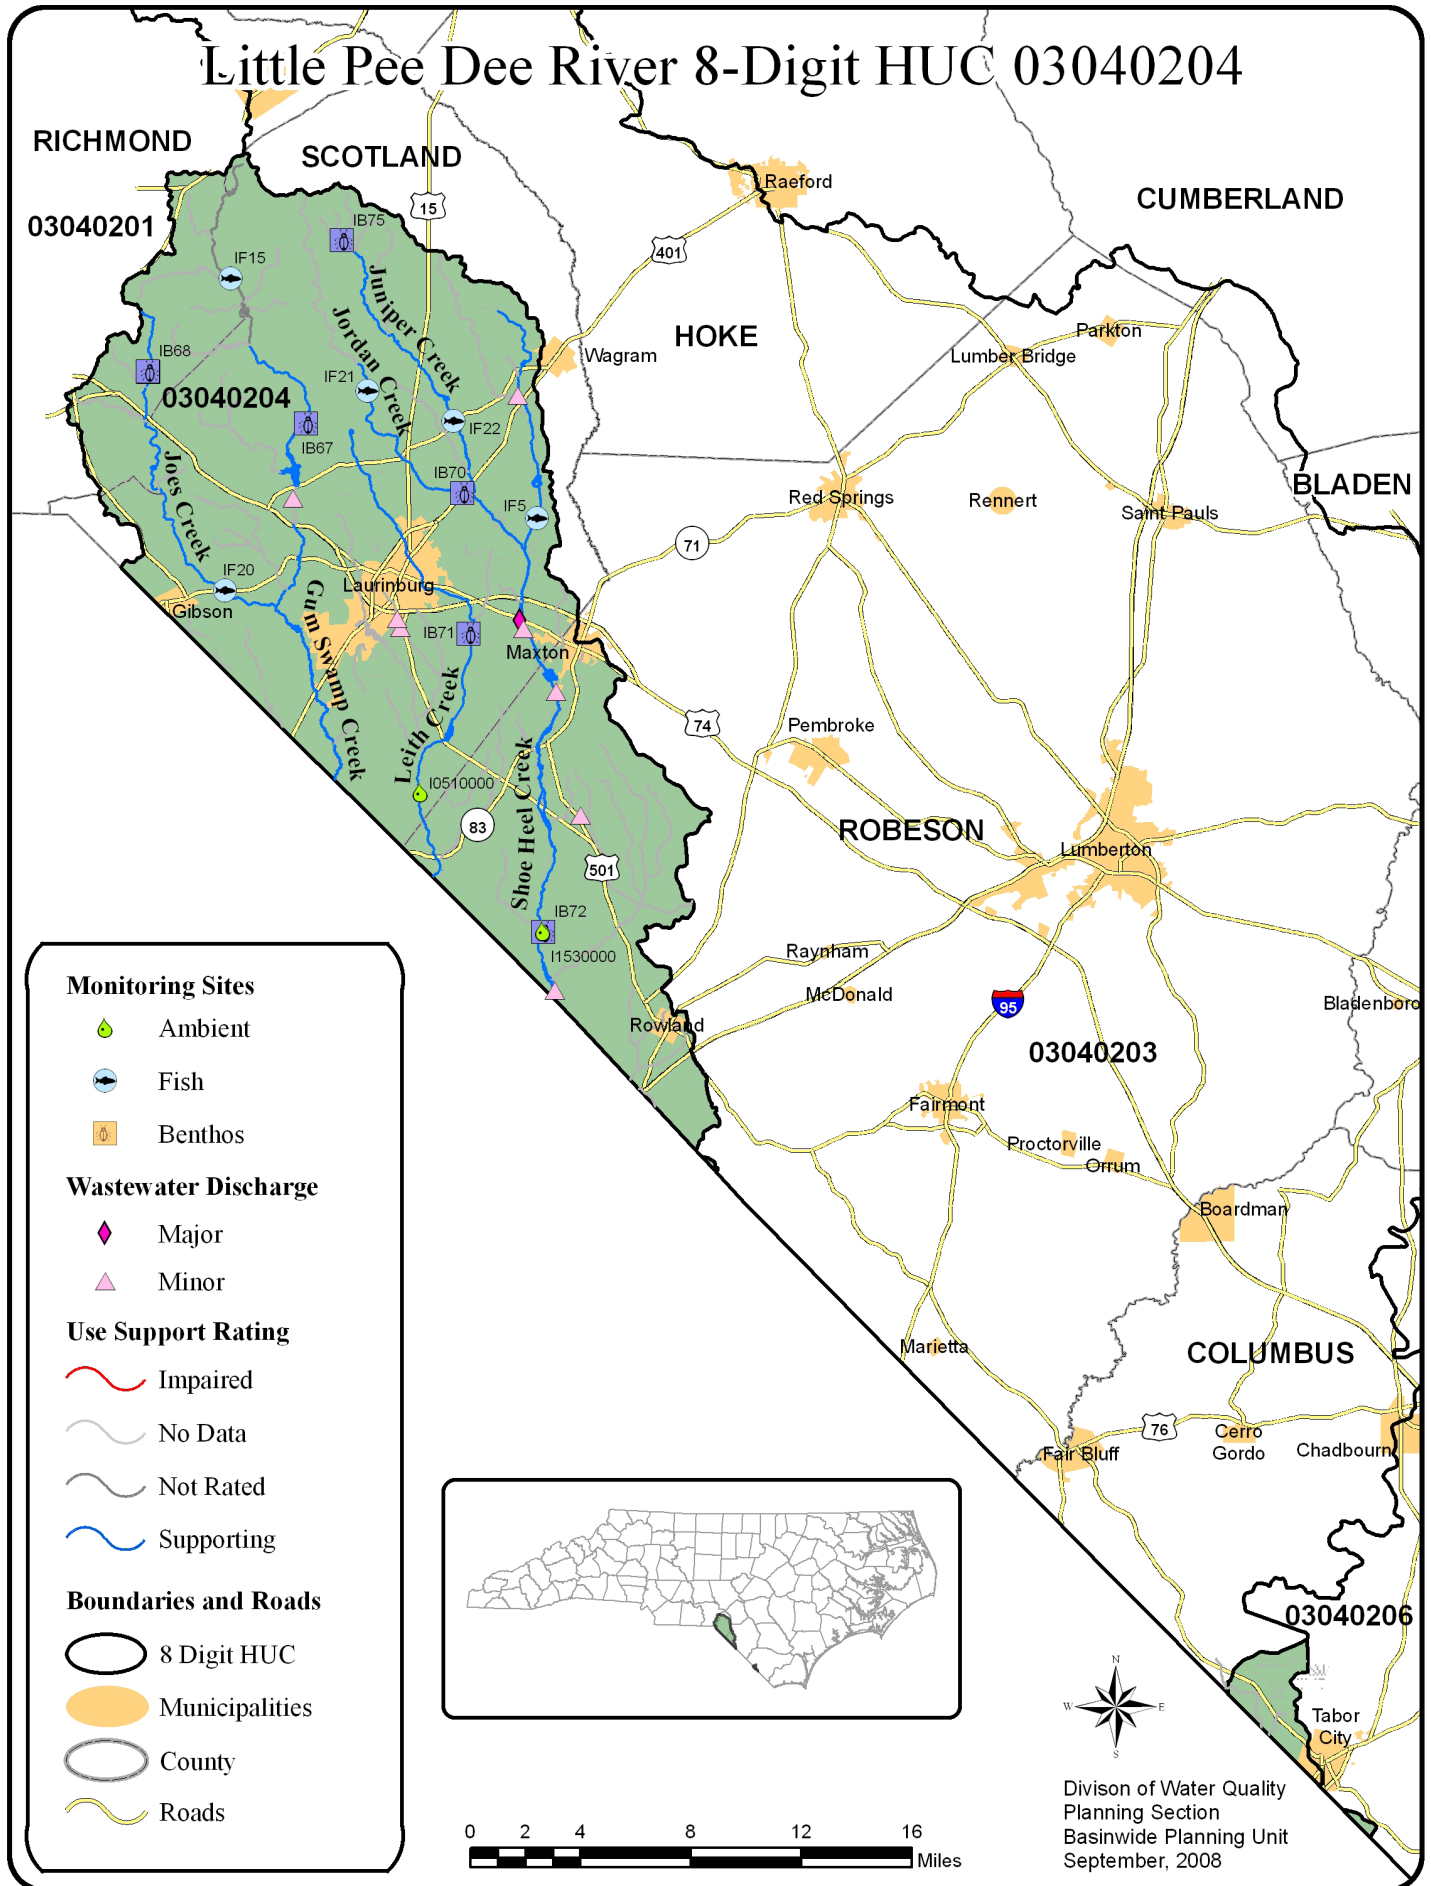 Little Pee Dee River 8-Digit HUC 03040204
RICHMOND
SCOTLAND
CUMBERLAND
HOKE
BLADEN
ROBESON
COLUMBUS
03040201
03040204
03040203
03040206
15
401
71
74
83
501
95
76
Raeford
Wagram
Parkton
Lumber Bridge
Red Springs
Rennert
Saint Pauls
Laurinburg
Gibson
Maxton
Pembroke
Lumberton
Raynham
McDonald
Rowland
Bladenboro
Fairmont
Proctorville
Orrum
Boardman
Marietta
Fair Bluff
Cerro
Gordo
Chadbourn
Tabor
City
IB75
IF15
IB68
IF21
IF22
IB67
IB70
IF5
IF20
IB71
I0510000
IB72
I1530000
Juniper Creek
Jordan Creek
Joes Creek
Gum Swamp Creek
Leith Creek
Shoe Heel Creek
Monitoring Sites
Ambient
Fish
Benthos
Wastewater Discharge
Major
Minor
Use Support Rating
Impaired
No Data
Not Rated
Supporting
Boundaries and Roads
8 Digit HUC
Municipalities
County
Roads
N
W
E
S
0 2 4 8 12 16
Miles
Divison of Water Quality
Planning Section
Basinwide Planning Unit
September, 2008